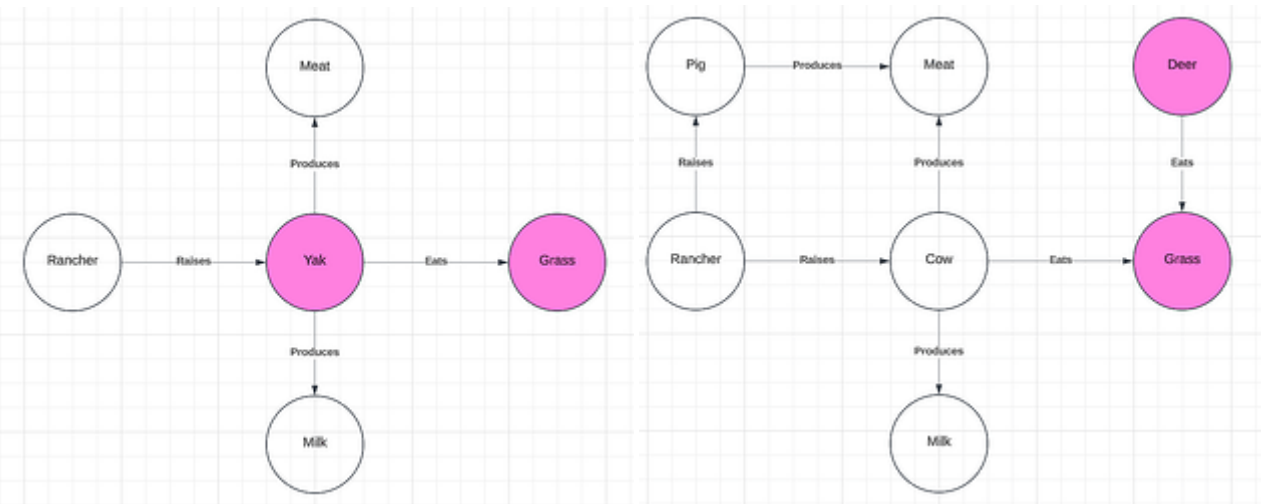 Meat
Produces
Rancher
Raises
Yak
Eats
Grass
Produces
Milk
Pig
Produces
Meat
Deer
Raises
Produces
Eats
Rancher
Raises
Cow
Eats
Grass
Produces
Milk